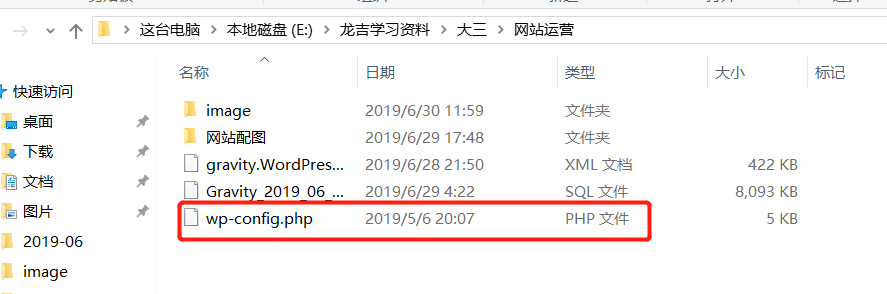 这台电脑 本地磁盘 (E:) 龙吉学习资料 大三 网站运营
名称 日期 类型 大小 标记
快速访问
桌面
下载
文档
图片
2019-06
image
image 2019/6/30 11:59 文件夹
网站配图 2019/6/29 17:48 文件夹
gravity.WordPres... 2019/6/28 21:50 XML 文档 422 KB
Gravity_2019_06_... 2019/6/29 4:22 SQL 文件 8,093 KB
wp-config.php 2019/5/6 20:07 PHP 文件 5 KB